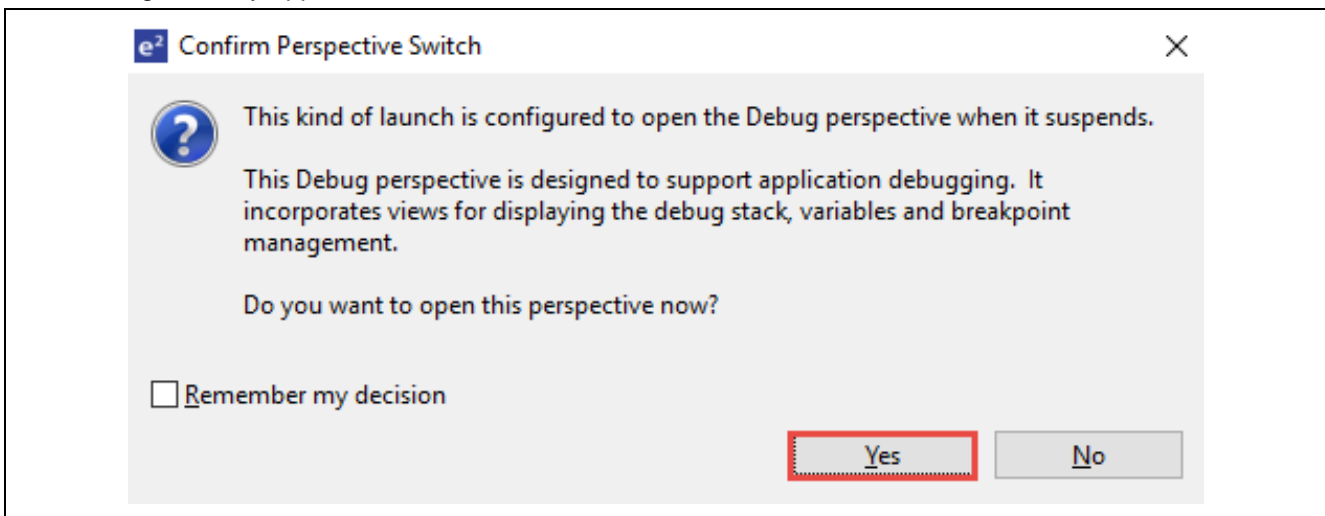 e² Confirm Perspective Switch
This kind of launch is configured to open the Debug perspective when it suspends.
This Debug perspective is designed to support application debugging.  It
incorporates views for displaying the debug stack, variables and breakpoint
management.
Do you want to open this perspective now?
Remember my decision
Yes No